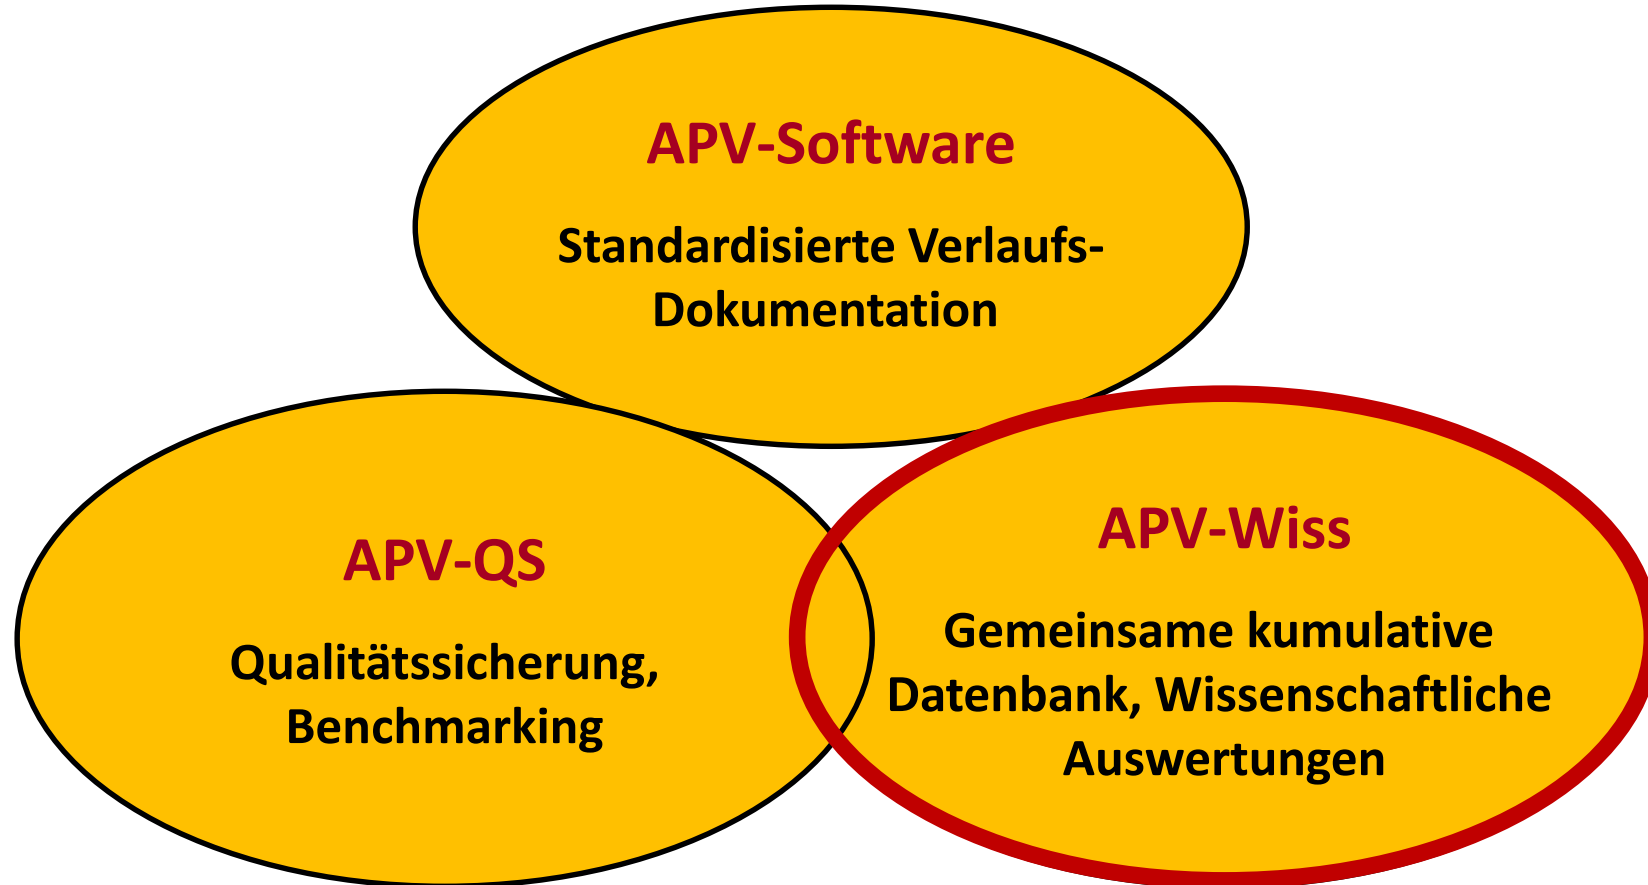 APV-Software
Standardisierte Verlaufs-
Dokumentation
APV-QS
Qualitätssicherung,
Benchmarking
APV-Wiss
Gemeinsame kumulative
Datenbank, Wissenschaftliche
Auswertungen